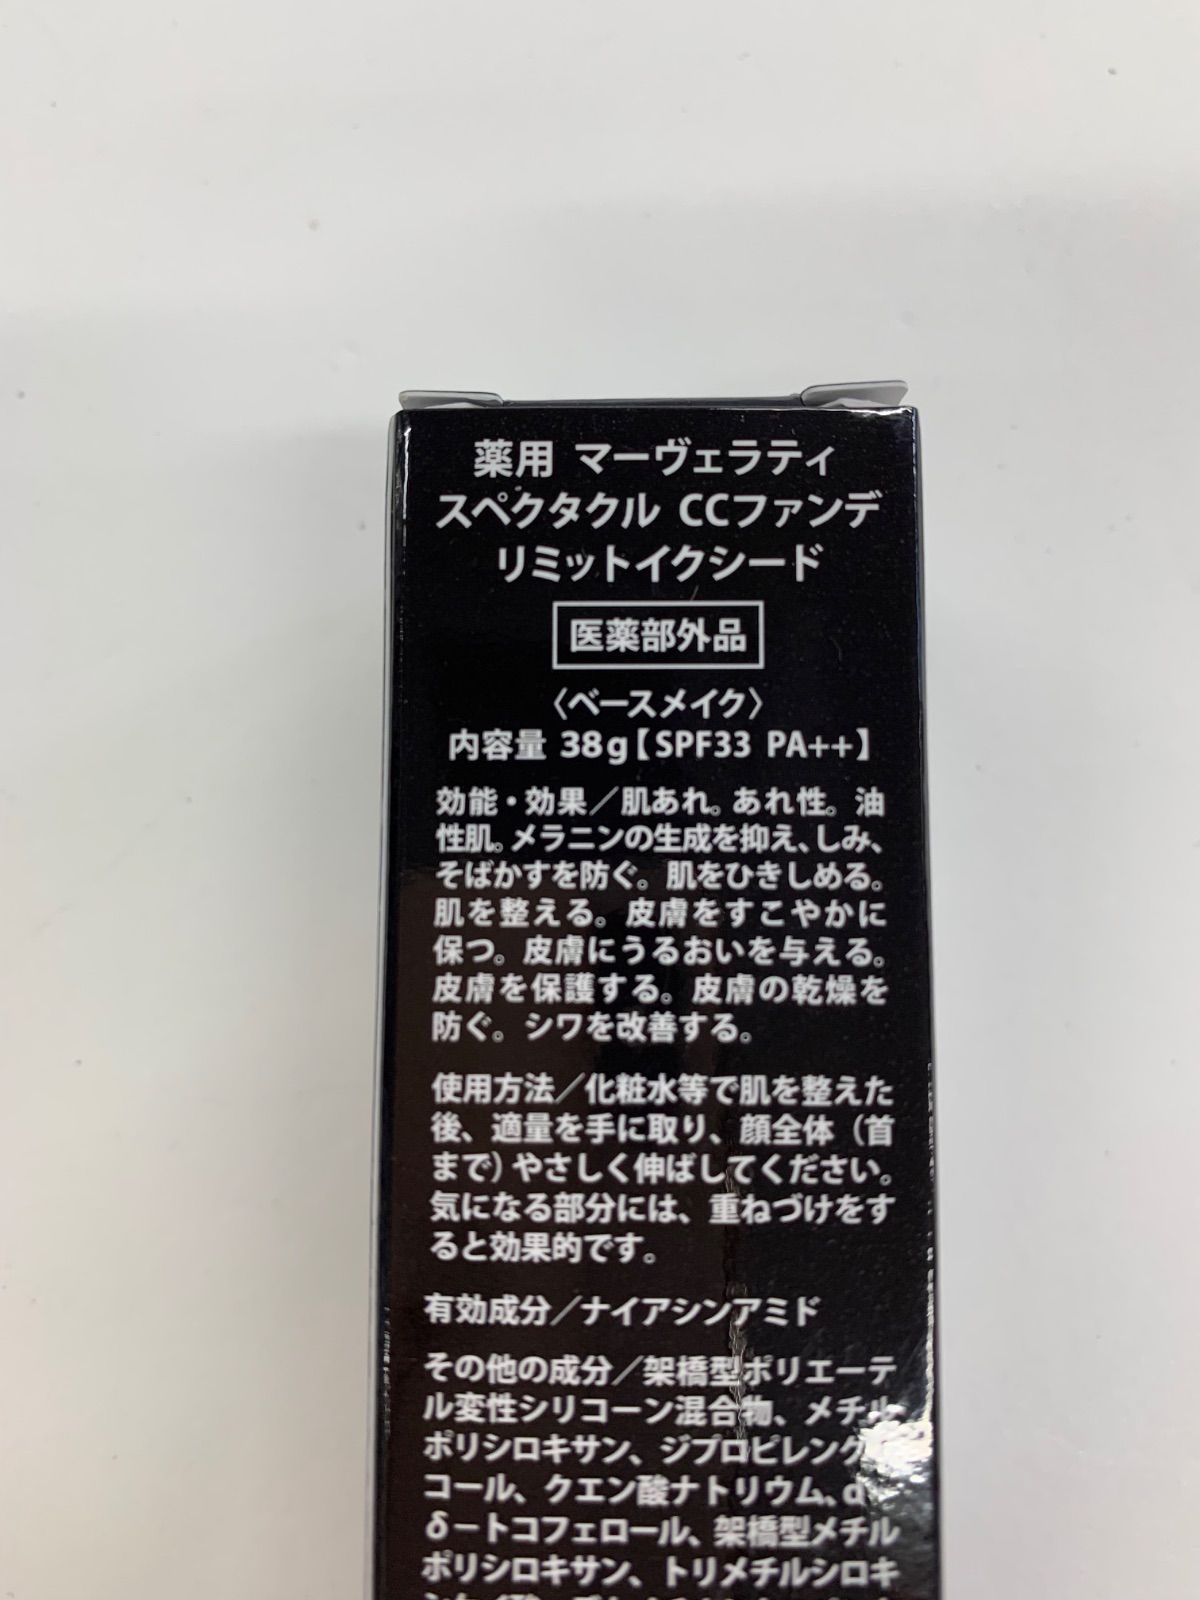 薬用 マーヴェラティ
スペクタクル CCファンデ
リミットイクシード
医薬部外品
〈ベースメイク〉
内容量 38g【SPF33 PA++】
効能・効果／肌あれ。あれ性。油
性肌。メラニンの生成を抑え、しみ、
そばかすを防ぐ。肌をひきしめる。
肌を整える。皮膚をすこやかに
保つ。皮膚にうるおいを与える。
皮膚を保護する。皮膚の乾燥を
防ぐ。シワを改善する。
使用方法／化粧水等で肌を整えた
後、適量を手に取り、顔全体（首
まで）やさしく伸ばしてください。
気になる部分には、重ねづけをす
ると効果的です。
有効成分／ナイアシンアミド
その他の成分／架橋型ポリエーテ
ル変性シリコーン混合物、メチル
ポリシロキサン、ジプロピレング
コール、クエン酸ナトリウム、d
δ－トコフェロール、架橋型メチル
ポリシロキサン、トリメチルシロキ